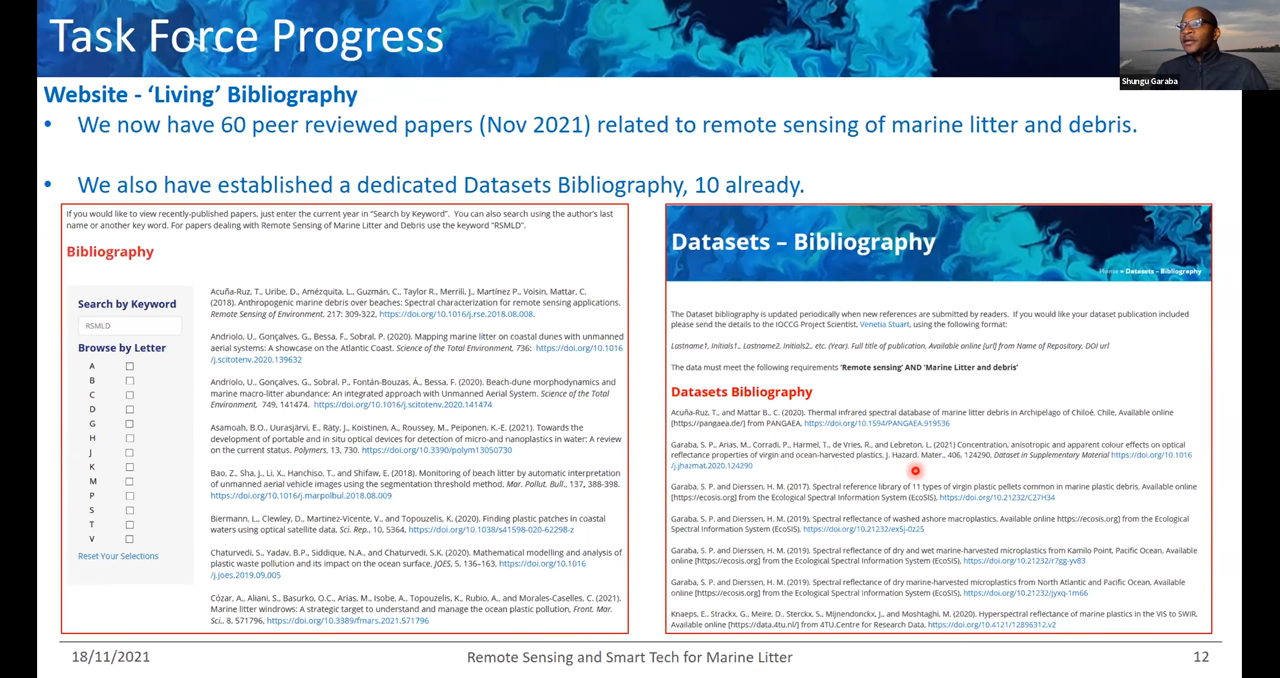 Task Force Progress
Shungu Garaba
Website - ‘Living’ Bibliography
• We now have 60 peer reviewed papers (Nov 2021) related to remote sensing of marine litter and debris.
• We also have established a dedicated Datasets Bibliography, 10 already.
If you would like to view recently-published papers, just enter the current year in “Search by Keyword”. You can also search using the author’s last
name or another key word. For papers dealing with Remote Sensing of Marine Litter and Debris use the keyword “RSMLD”.
Bibliography
Search by Keyword
RSMLD
Browse by Letter
A
B
C
D
G
H
J
K
M
P
S
T
V
Reset Your Selections
Acuña-Ruz, T., Uribe, D., Amézquita, L., Guzmán, C., Taylor R., Merrili, J., Martínez P., Voisin, Mattar, C.
(2018). Anthropogenic marine debris over beaches: Spectral characterization for remote sensing applications.
Remote Sensing of Environment, 217: 309-322, https://doi.org/10.1016/j.rse.2018.08.008.
Andriolo, U., Gonçalves, G., Bessa, F., Sobral, P. (2020). Mapping marine litter on coastal dunes with unmanned
aerial systems: A showcase on the Atlantic Coast. Science of the Total Environment, 736: https://doi.org/10.1016
/j.scitotenv.2020.139632
Andriolo, U., Gonçalves, G., Sobral, P., Fontán-Bouzas, Á., Bessa, F. (2020). Beach-dune morphodynamics and
marine macro-litter abundance: An integrated approach with Unmanned Aerial System. Science of the Total
Environment, 749, 141474. https://doi.org/10.1016/j.scitotenv.2020.141474
Asamoah, B.O., Uurasjärvi, E., Räty, J., Koistinen, A., Roussey, M., Peiponen, K.-E. (2021). Towards the
development of portable and in situ optical devices for detection of micro-and nanoplastics in water: A review
on the current status. Polymers, 13, 730. https://doi.org/10.3390/polym13050730
Bao, Z., Sha, J., Li, X., Hanchiso, T., and Shifaw, E. (2018). Monitoring of beach litter by automatic interpretation
of unmanned aerial vehicle images using the segmentation threshold method, Mar. Pollut. Bull., 137, 388-398.
https://doi.org/10.1016/j.marpolbul.2018.08.009
Biermann, L., Clewley, D., Martinez-Vicente, V., and Topouzelis, K. (2020). Finding plastic patches in coastal
waters using optical satellite data, Sci. Rep., 10, 5364, https://doi.org/10.1038/s41598-020-62298-z
Chaturvedi, S., Yadav, B.P., Siddique, N.A., and Chaturvedi, S.K. (2020). Mathematical modelling and analysis of
plastic waste pollution and its impact on the ocean surface, JOES, 5, 136–163, https://doi.org/10.1016
/j.joes.2019.09.005
Cózar, A., Aliani, S., Basurko, O.C., Arias, M., Isobe, A., Topouzelis, K., Rubio, A., and Morales-Caselles, C. (2021).
Marine litter windrows: A strategic target to understand and manage the ocean plastic pollution, Front. Mar.
Sci., 8, 571796, https://doi.org/10.3389/fmars.2021.571796
Datasets – Bibliography
Home » Datasets – Bibliography
The Dataset bibliography is updated periodically when new references are submitted by readers. If you would like your dataset publication included
please send the details to the IOCCG Project Scientist, Venetia Stuart, using the following format:
Lastname1, Initials1., Lastname2, Initials2., etc. (Year). Full title of publication, Available online [url] from Name of Repository. DOI url
The data must meet the following requirements ‘Remote sensing’ AND ‘Marine Litter and debris’
Datasets Bibliography
Acuña-Ruz, T., and Mattar B., C. (2020). Thermal infrared spectral database of marine litter debris in Archipelago of Chiloé, Chile, Available online
[https://pangaea.de/] from PANGAEA, https://doi.org/10.1594/PANGAEA.919536
Garaba, S. P., Arias, M., Corradi, P., Harmel, T., de Vries, R., and Lebreton, L. (2021) Concentration, anisotropic and apparent colour effects on optical
reflectance properties of virgin and ocean-harvested plastics, J. Hazard. Mater., 406, 124290, Dataset in Supplementary Material https://doi.org/10.1016
/j.jhazmat.2020.124290
Garaba, S. P., and Dierssen, H. M. (2017). Spectral reference library of 11 types of virgin plastic pellets common in marine plastic debris, Available online
[https://ecosis.org] from the Ecological Spectral Information System (EcoSIS), https://doi.org/10.21232/C27H34
Garaba, S. P., and Dierssen, H. M. (2019). Spectral reflectance of washed ashore macroplastics. Available online https://ecosis.org] from the Ecological
Spectral Information System (EcoSIS), https://doi.org/10.21232/ex5j-0z25
Garaba, S. P., and Dierssen, H. M. (2019). Spectral reflectance of dry and wet marine-harvested microplastics from Kamilo Point, Pacific Ocean, Available
online [https://ecosis.org] from the Ecological Spectral Information System (EcoSIS), https://doi.org/10.21232/r7gg-yv83
Garaba, S. P., and Dierssen, H. M. (2019). Spectral reflectance of dry marine-harvested microplastics from North Atlantic and Pacific Ocean, Available
online [https://ecosis.org] from the Ecological Spectral Information System (EcoSIS), https://doi.org/10.21232/jyxq-1m66
Knaeps, E., Strackx, G., Meire, D., Sterckx, S., Mijnendonckx, J., and Moshtaghi, M. (2020). Hyperspectral reflectance of marine plastics in the VIS to SWIR.
Available online [https://data.4tu.nl/] from 4TU.Centre for Research Data, https://doi.org/10.4121/12896312.v2
18/11/2021
Remote Sensing and Smart Tech for Marine Litter
12